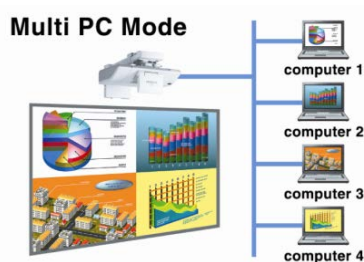 Multi PC Mode
computer 1
computer 2
computer 3
computer 4